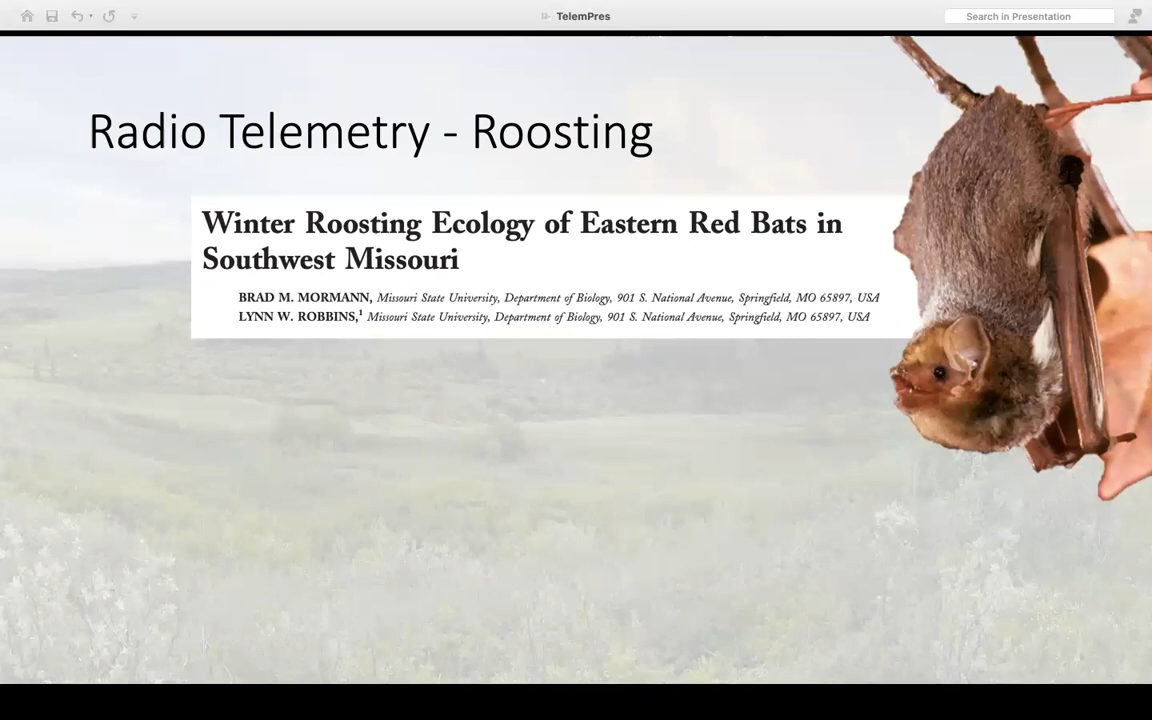 TelemPres
Search in Presentation
Radio Telemetry - Roosting
Winter Roosting Ecology of Eastern Red Bats in
Southwest Missouri
BRAD M. MORMANN, Missouri State University, Department of Biology, 901 S. National Avenue, Springfield, MO 65897, USA
LYNN W. ROBBINS,¹ Missouri State University, Department of Biology, 901 S. National Avenue, Springfield, MO 65897, USA